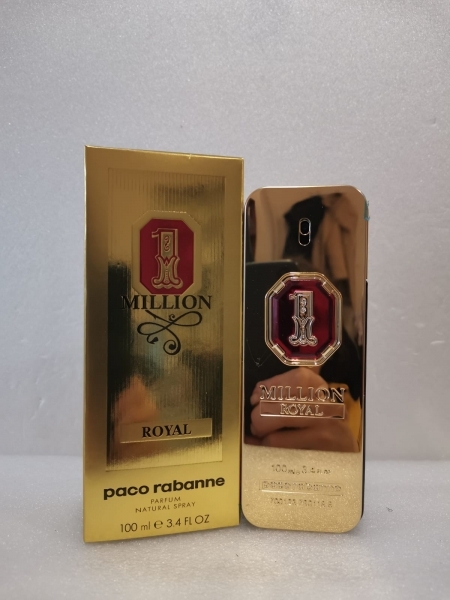 1
MILLION
ROYAL
paco rabanne
PARFUM
NATURAL SPRAY
100 ml e 3.4 FL OZ
1
MILLION
ROYAL